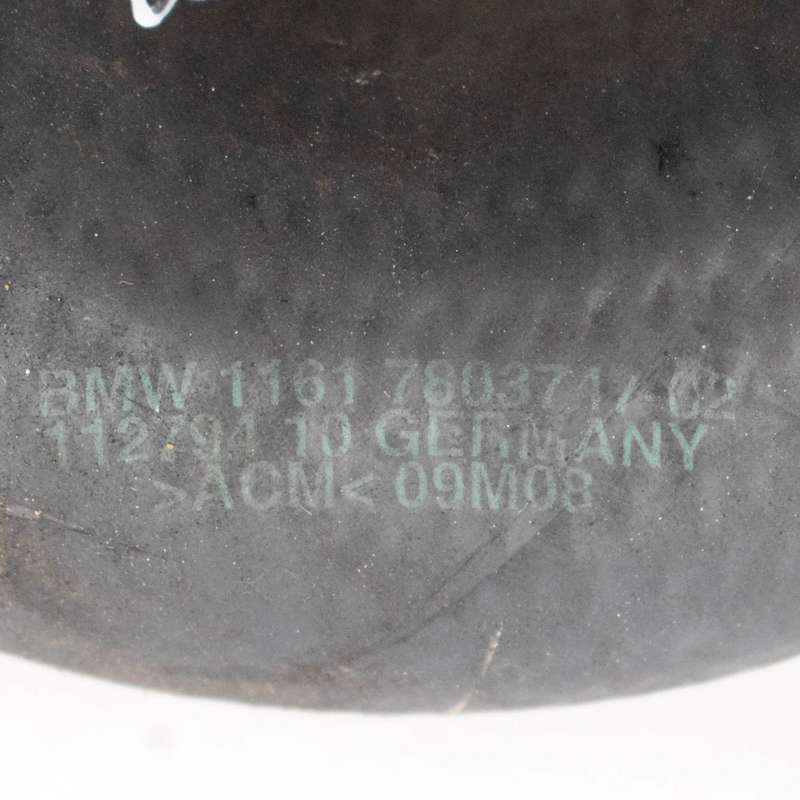 BMW 1161 7803717-02
112794 10 GERMANY
>ACM< 09M08